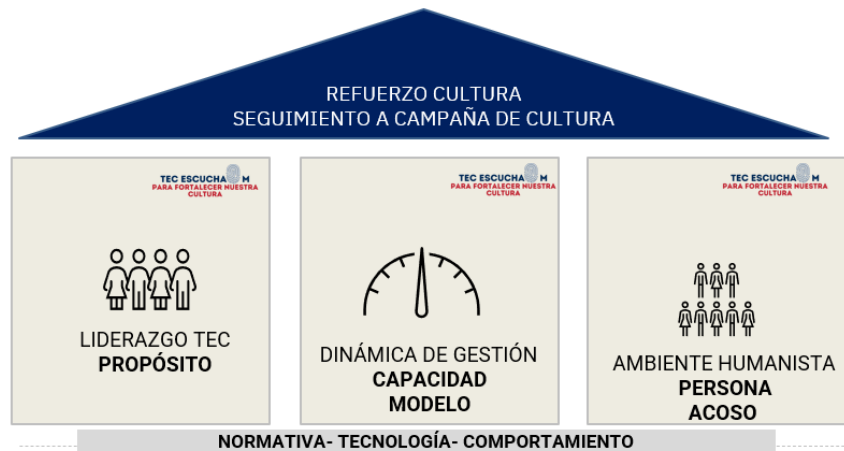 REFUERZO CULTURA
SEGUIMIENTO A CAMPAÑA DE CULTURA
TEC ESCUCHA M
PARA FORTALECER NUESTRA
CULTURA
LIDERAZGO TEC
PROPÓSITO
TEC ESCUCHA M
PARA FORTALECER NUESTRA
CULTURA
DINÁMICA DE GESTIÓN
CAPACIDAD
MODELO
TEC ESCUCHA M
PARA FORTALECER NUESTRA
CULTURA
AMBIENTE HUMANISTA
PERSONA
ACOSO
NORMATIVA- TECNOLOGÍA- COMPORTAMIENTO